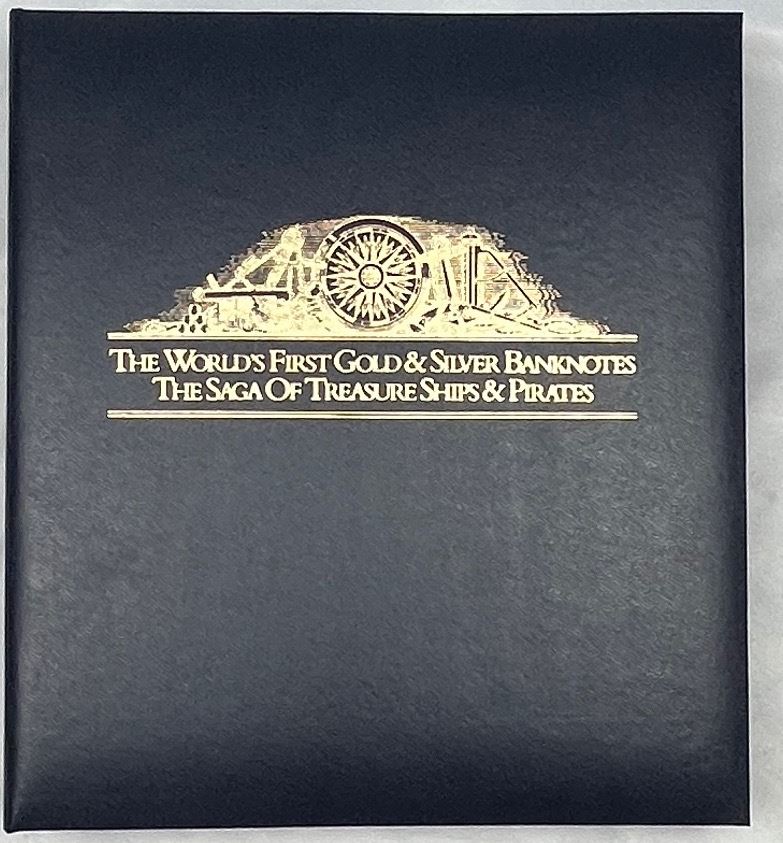 The World's First Gold & Silver Banknotes
The Saga Of Treasure Ships & Pirates